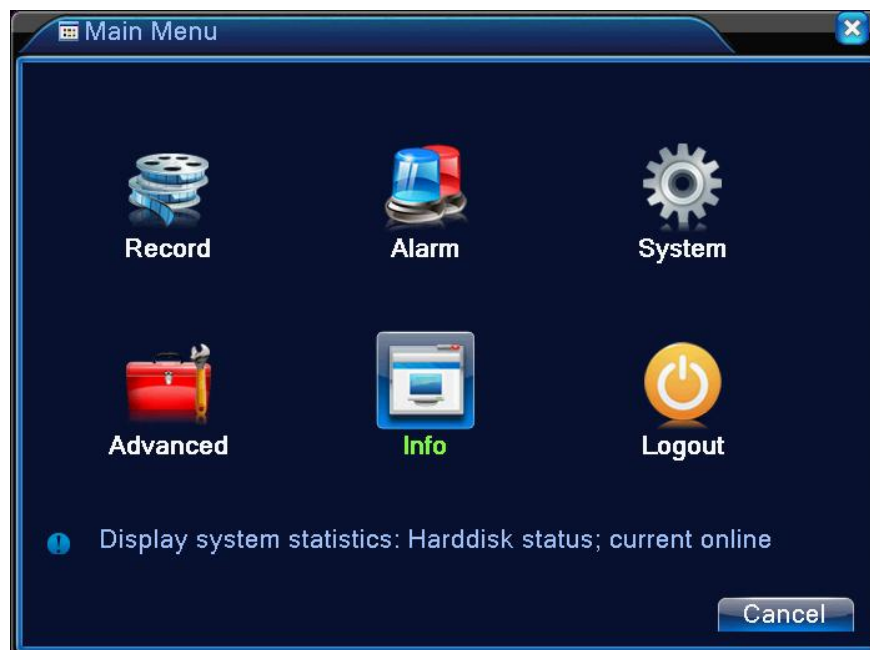 Main Menu
Record
Alarm
System
Advanced
Info
Logout
Display system statistics: Harddisk status; current online
Cancel